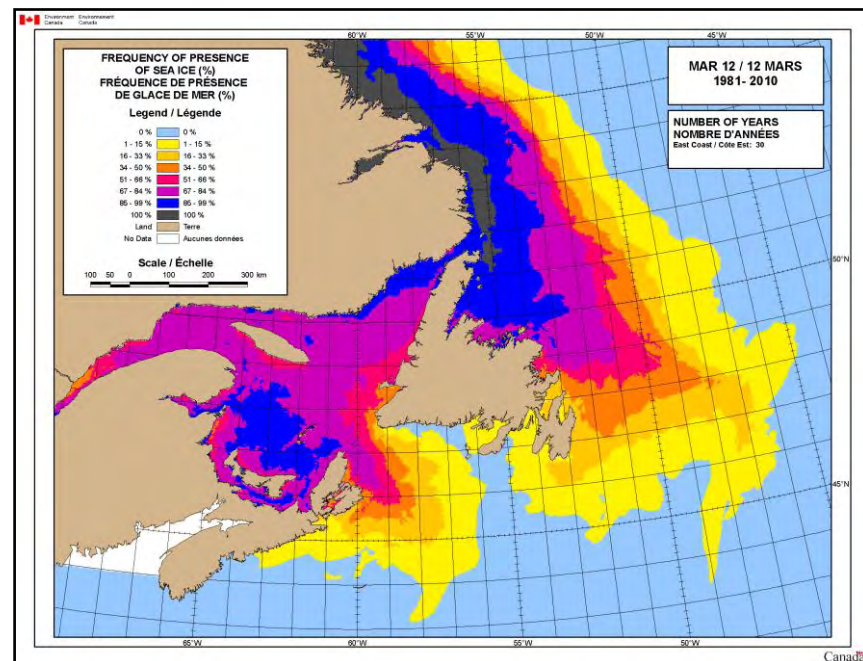 Environment Environnement
Canada Canada
FREQUENCY OF PRESENCE
OF SEA ICE (%)
FRÉQUENCE DE PRÉSENCE
DE GLACE DE MER (%)
Legend / Légende
0 % 0 %
1 - 15 % 1 - 15 %
16 - 33 % 16 - 33 %
34 - 50 % 34 - 50 %
51 - 66 % 51 - 66 %
67 - 84 % 67 - 84 %
85 - 99 % 85 - 99 %
100 % 100 %
Land Terre
No Data Aucunes données
Scale / Échelle
100 50 0 100 200 300 km
60°W 55°W 50°W 45°W
MAR 12 / 12 MARS
1981- 2010
NUMBER OF YEARS
NOMBRE D'ANNÉES
East Coast / Côte Est: 30
50°N
45°N
65°W 60°W 55°W 50°W
Canada